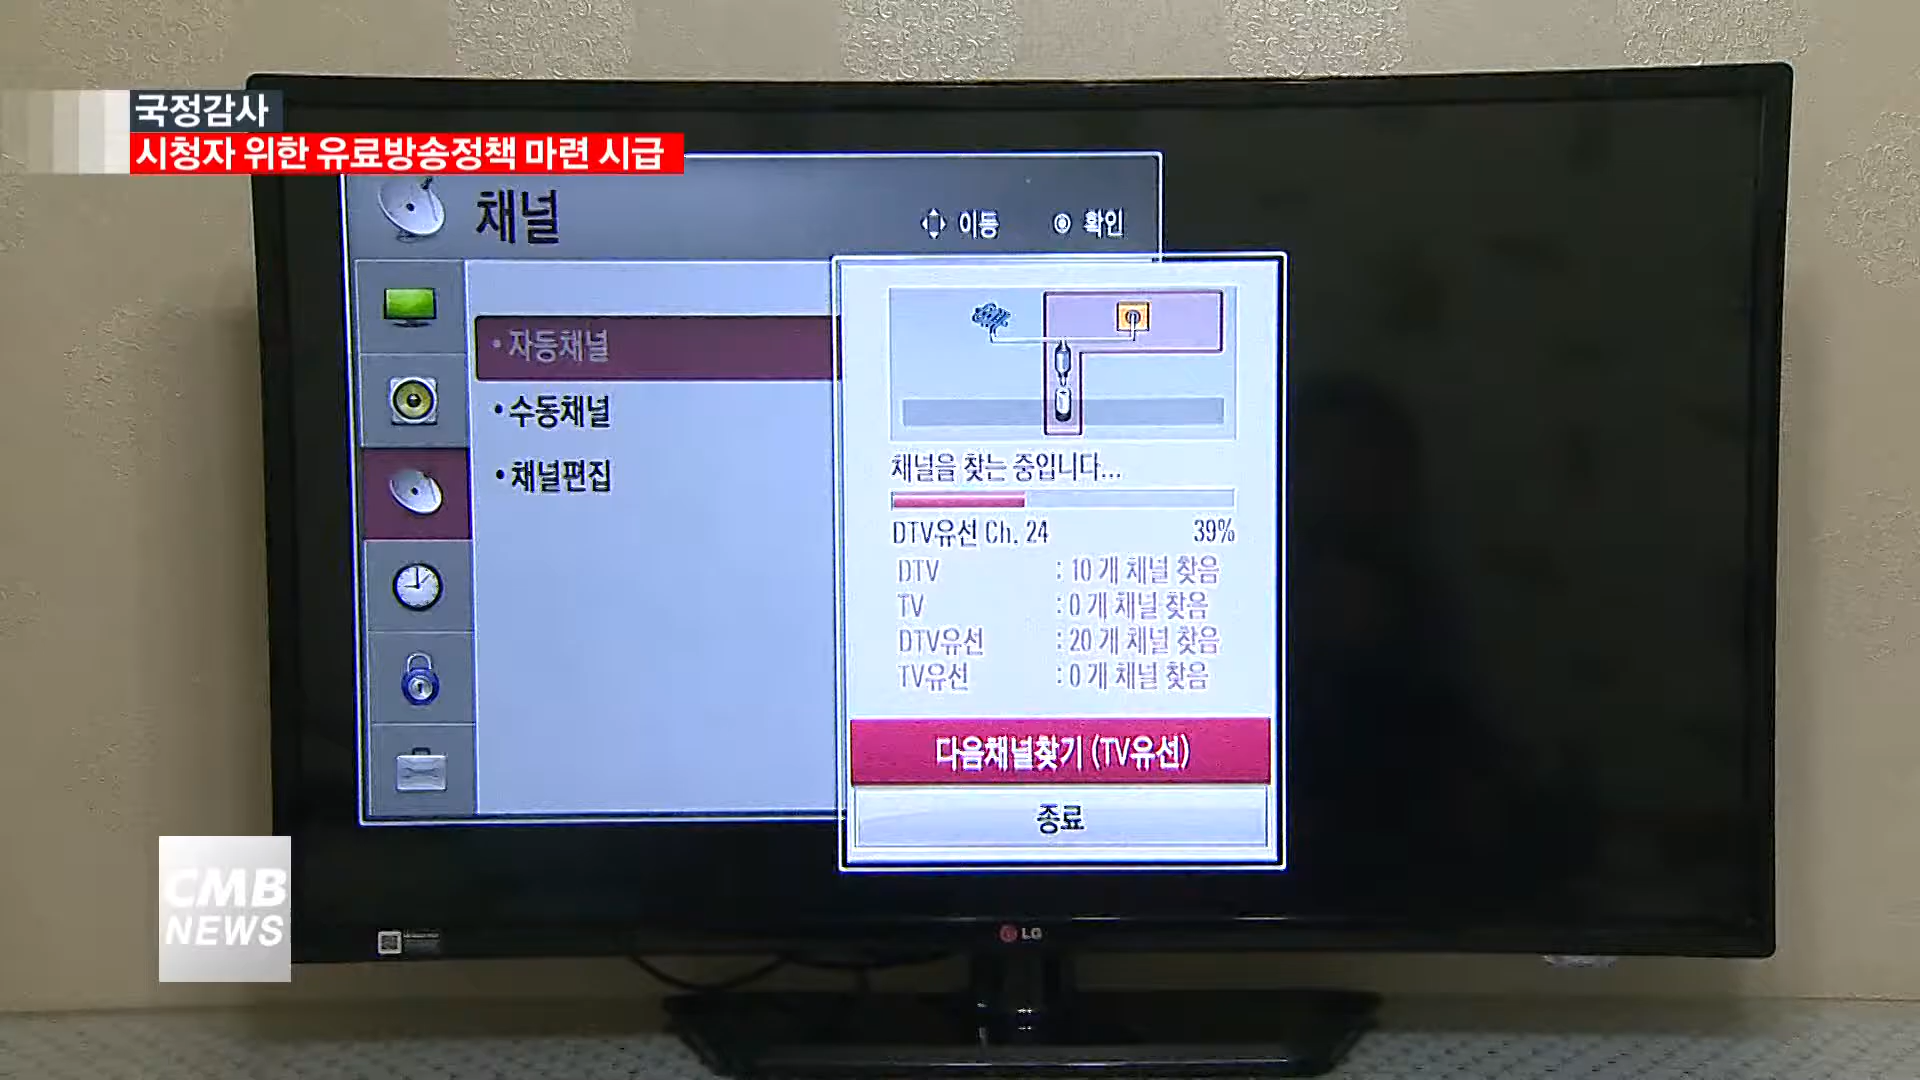 국정감사
시청자 위한 유료방송정책 마련 시급
채널
이동
확인
자동채널
수동채널
채널편집
채널을 찾는 중입니다...
DTV유선 Ch. 24 39%
DTV : 10 개 채널 찾음
TV : 0 개 채널 찾음
DTV유선 : 20 개 채널 찾음
TV유선 : 0 개 채널 찾음
다음채널찾기 (TV유선)
종료
CMB
NEWS
LG